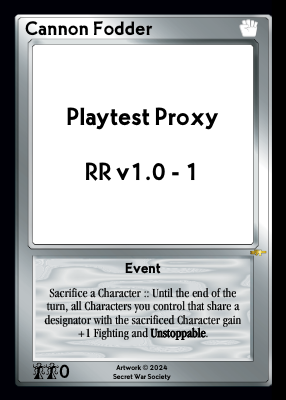 Cannon Fodder
Playtest Proxy
RR v1.0 - 1
Event
Sacrifice a Character :: Until the end of the
turn, all Characters you control that share a
designator with the sacrificed Character gain
+1 Fighting and Unstoppable.
0
Artwork © 2024
Secret War Society